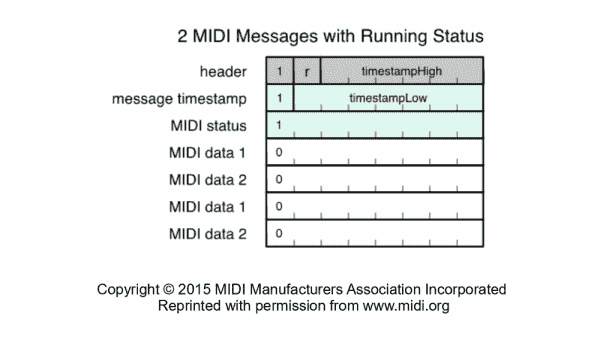 2 MIDI Messages with Running Status
header 1 r timestampHigh
message timestamp 1 timestampLow
MIDI status 1
MIDI data 1 0
MIDI data 2 0
MIDI data 1 0
MIDI data 2 0
Copyright © 2015 MIDI Manufacturers Association Incorporated
Reprinted with permission from www.midi.org